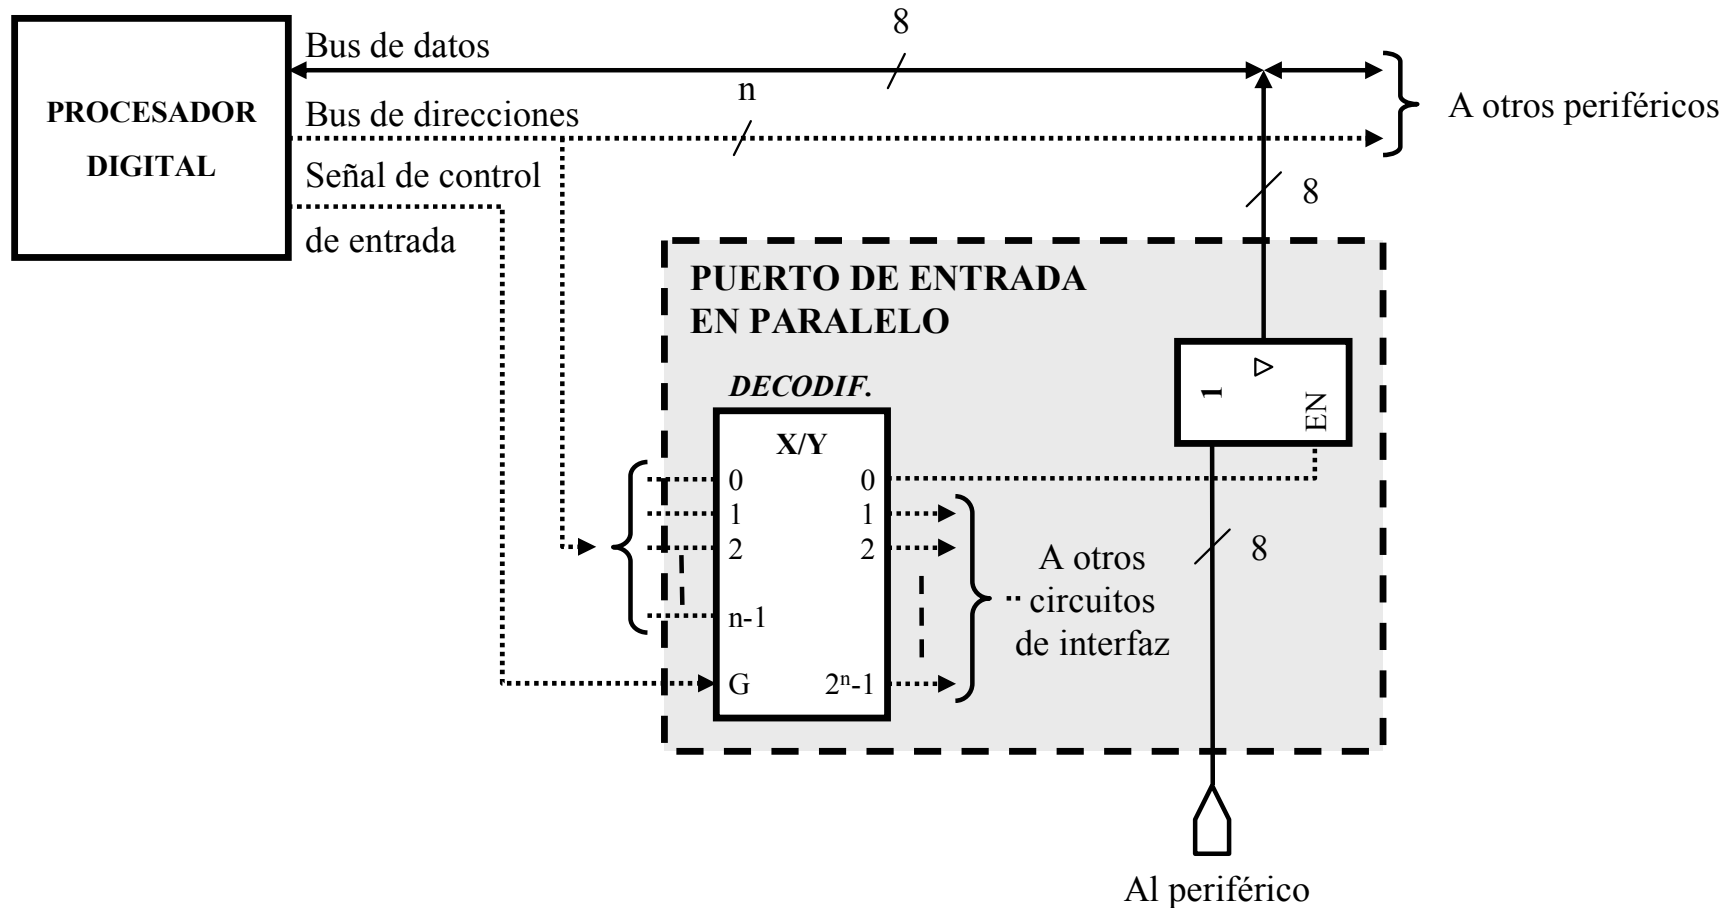 8
Bus de datos
n
PROCESADOR
DIGITAL
Bus de direcciones
A otros periféricos
Señal de control
de entrada
8
PUERTO DE ENTRADA
EN PARALELO
DECODIF.
X/Y
0
1
2
n-1
G
0
1
2
2ⁿ-1
1
▽
EN
8
A otros
circuitos
de interfaz
Al periférico